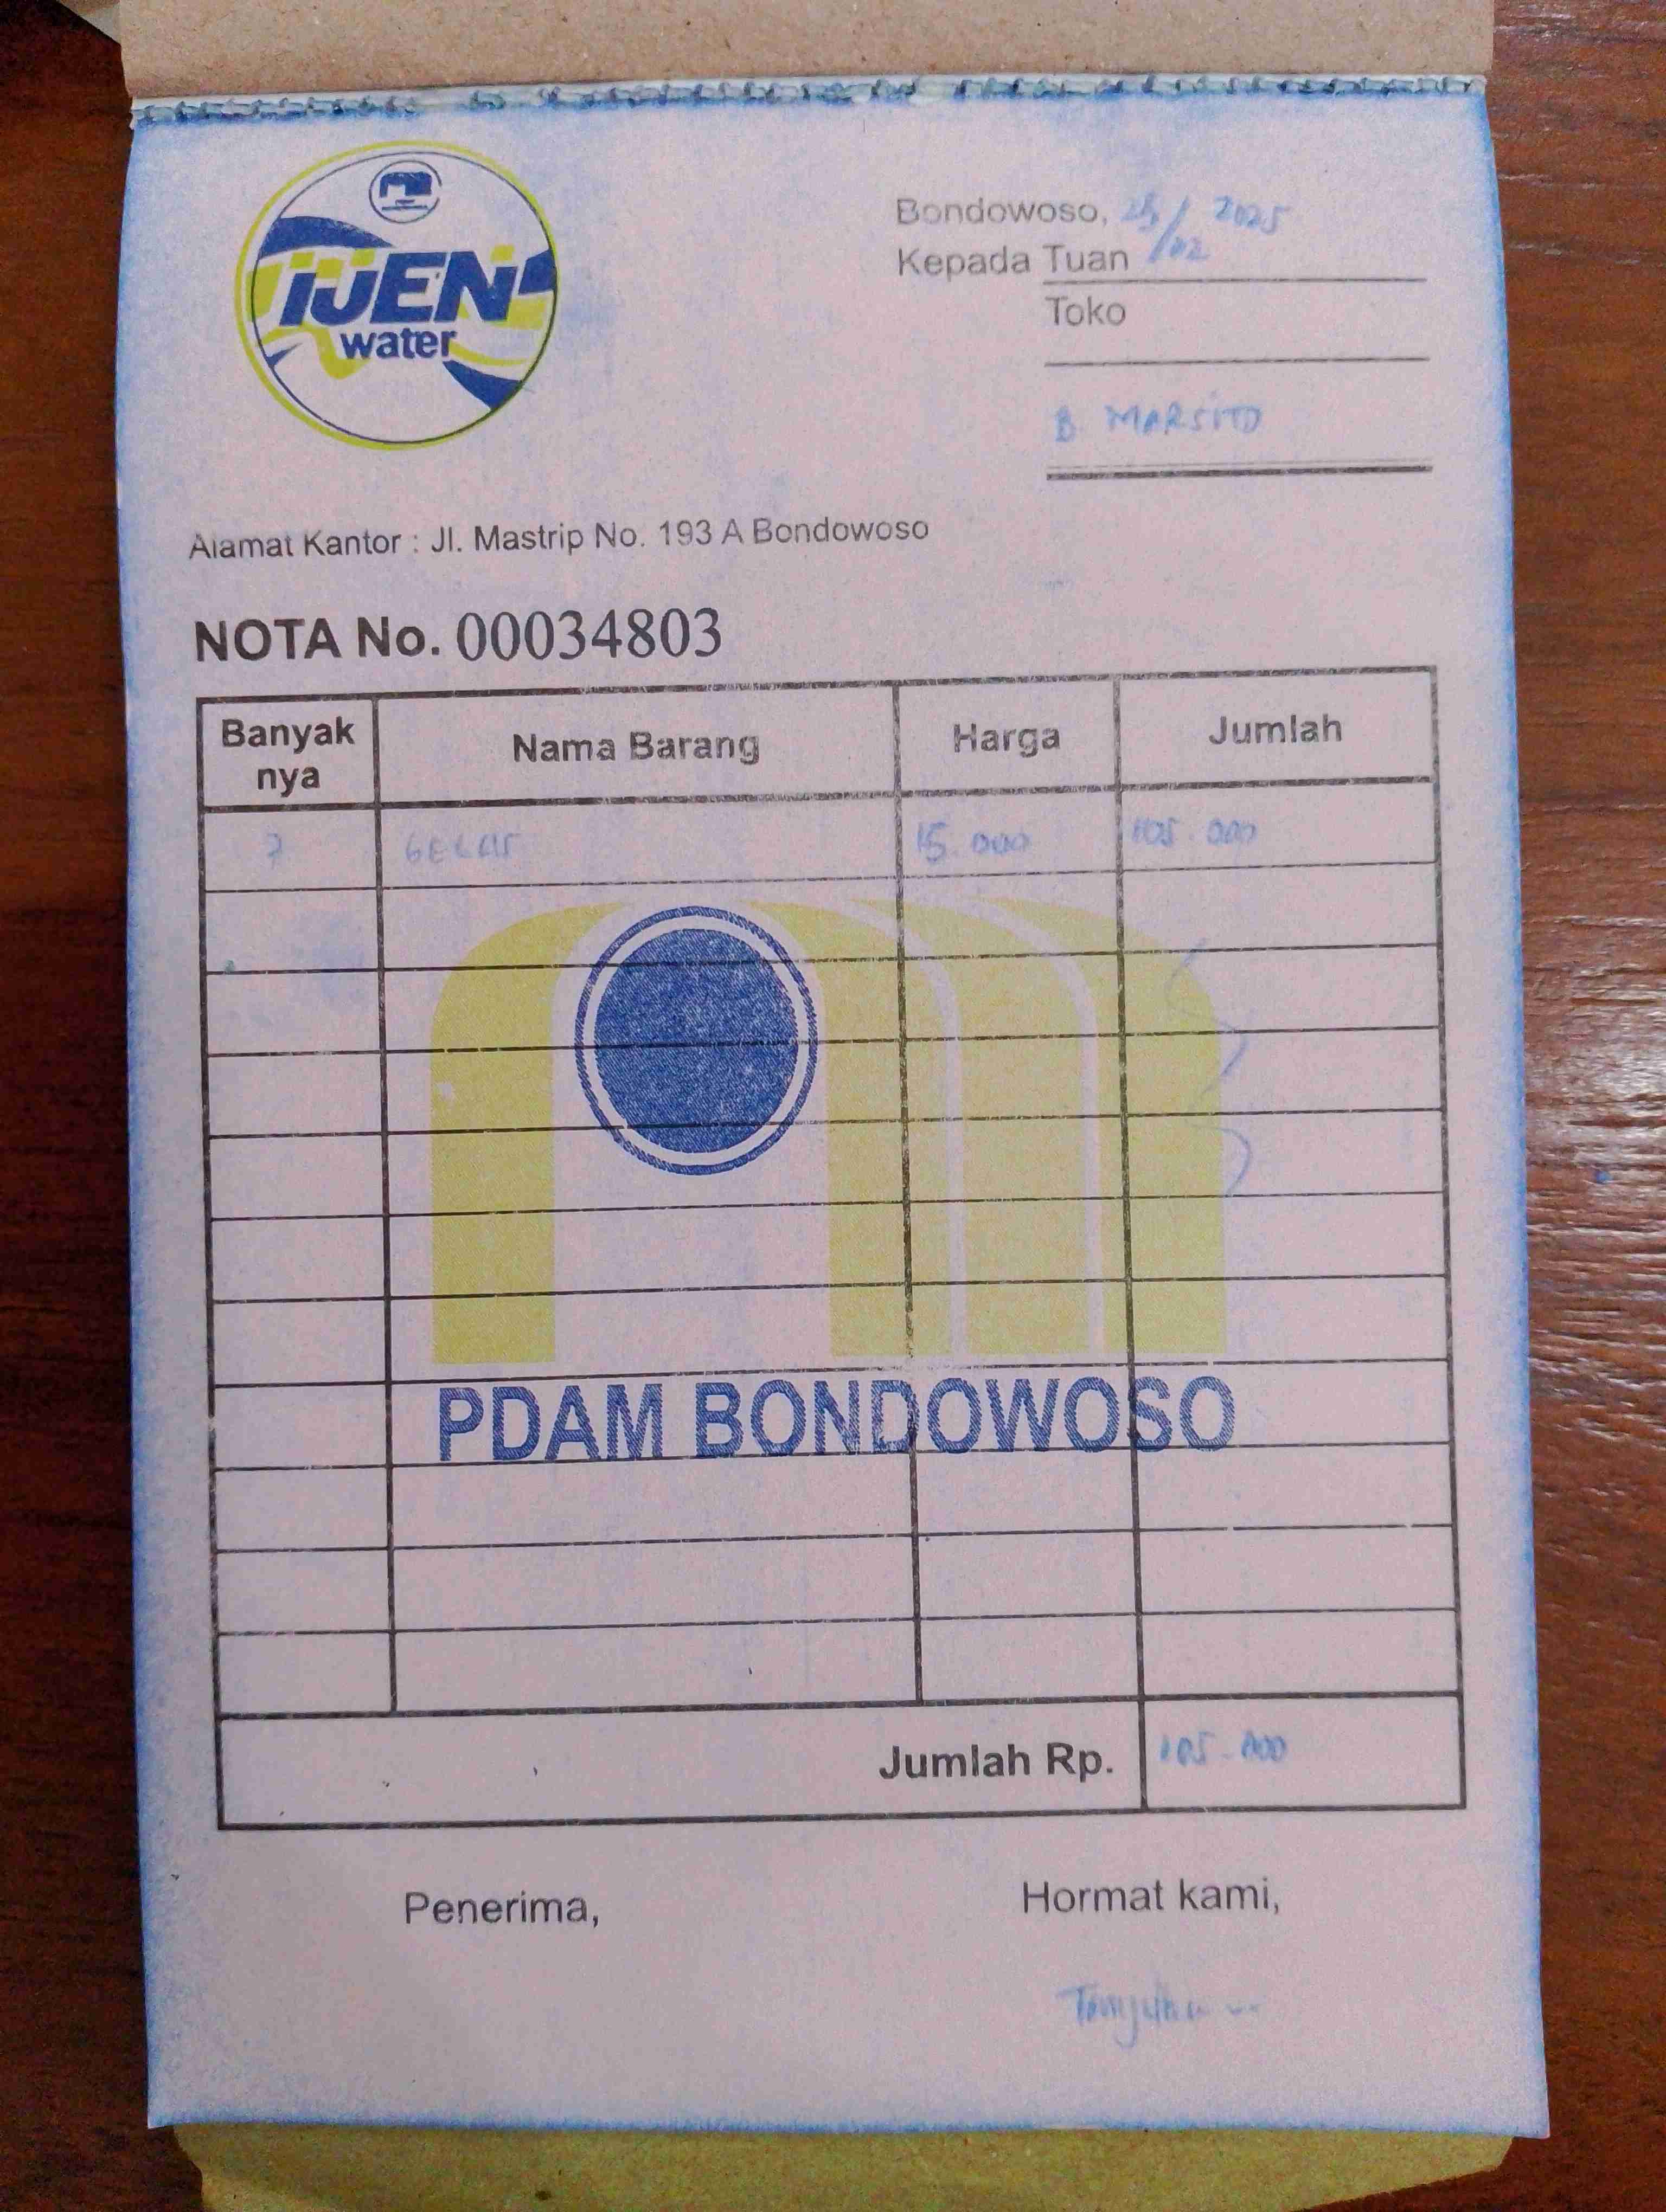 IJEN
water
Bondowoso, 25/02 2025
Kepada Tuan
Toko
B. MARSITO
Alamat Kantor : Jl. Mastrip No. 193 A Bondowoso
NOTA No. 00034803
Banyak nya Nama Barang Harga Jumlah
7 GELAS 15.000 105.000
PDAM BONDOWOSO
Jumlah Rp. 105.000
Penerima, Hormat kami,